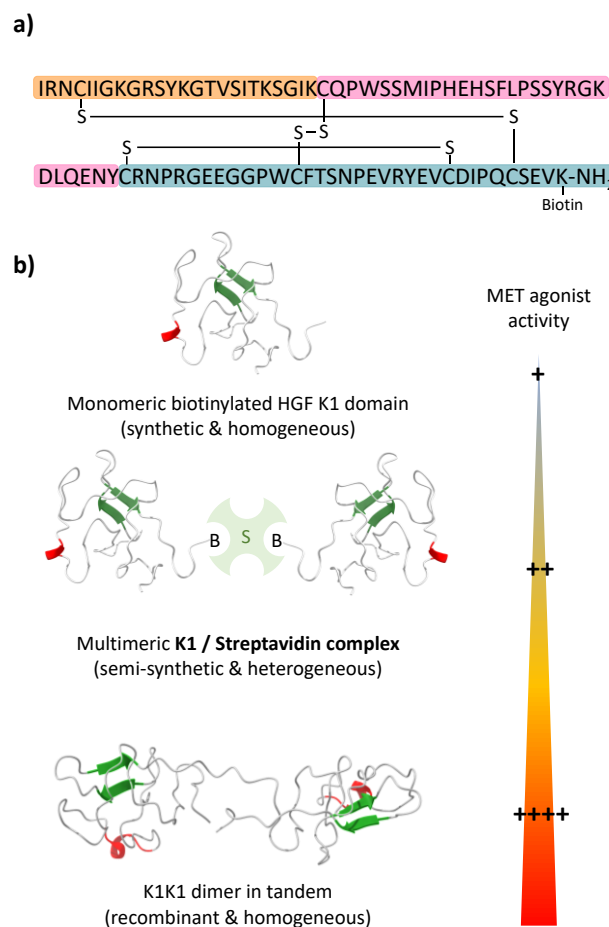 a)
IRNCIIGKGRSYKGTVSITKSGIKCQPWSSMIPHEHSFLPSSYRGK
S S
S–S
S S
DLQENYCRNPRGEEGGPWCFTSNPEVRYEVCDIPQCSEVK-NH2
Biotin
b)
MET agonist
activity
+
Monomeric biotinylated HGF K1 domain
(synthetic & homogeneous)
B S B
++
Multimeric K1 / Streptavidin complex
(semi-synthetic & heterogeneous)
++++
K1K1 dimer in tandem
(recombinant & homogeneous)